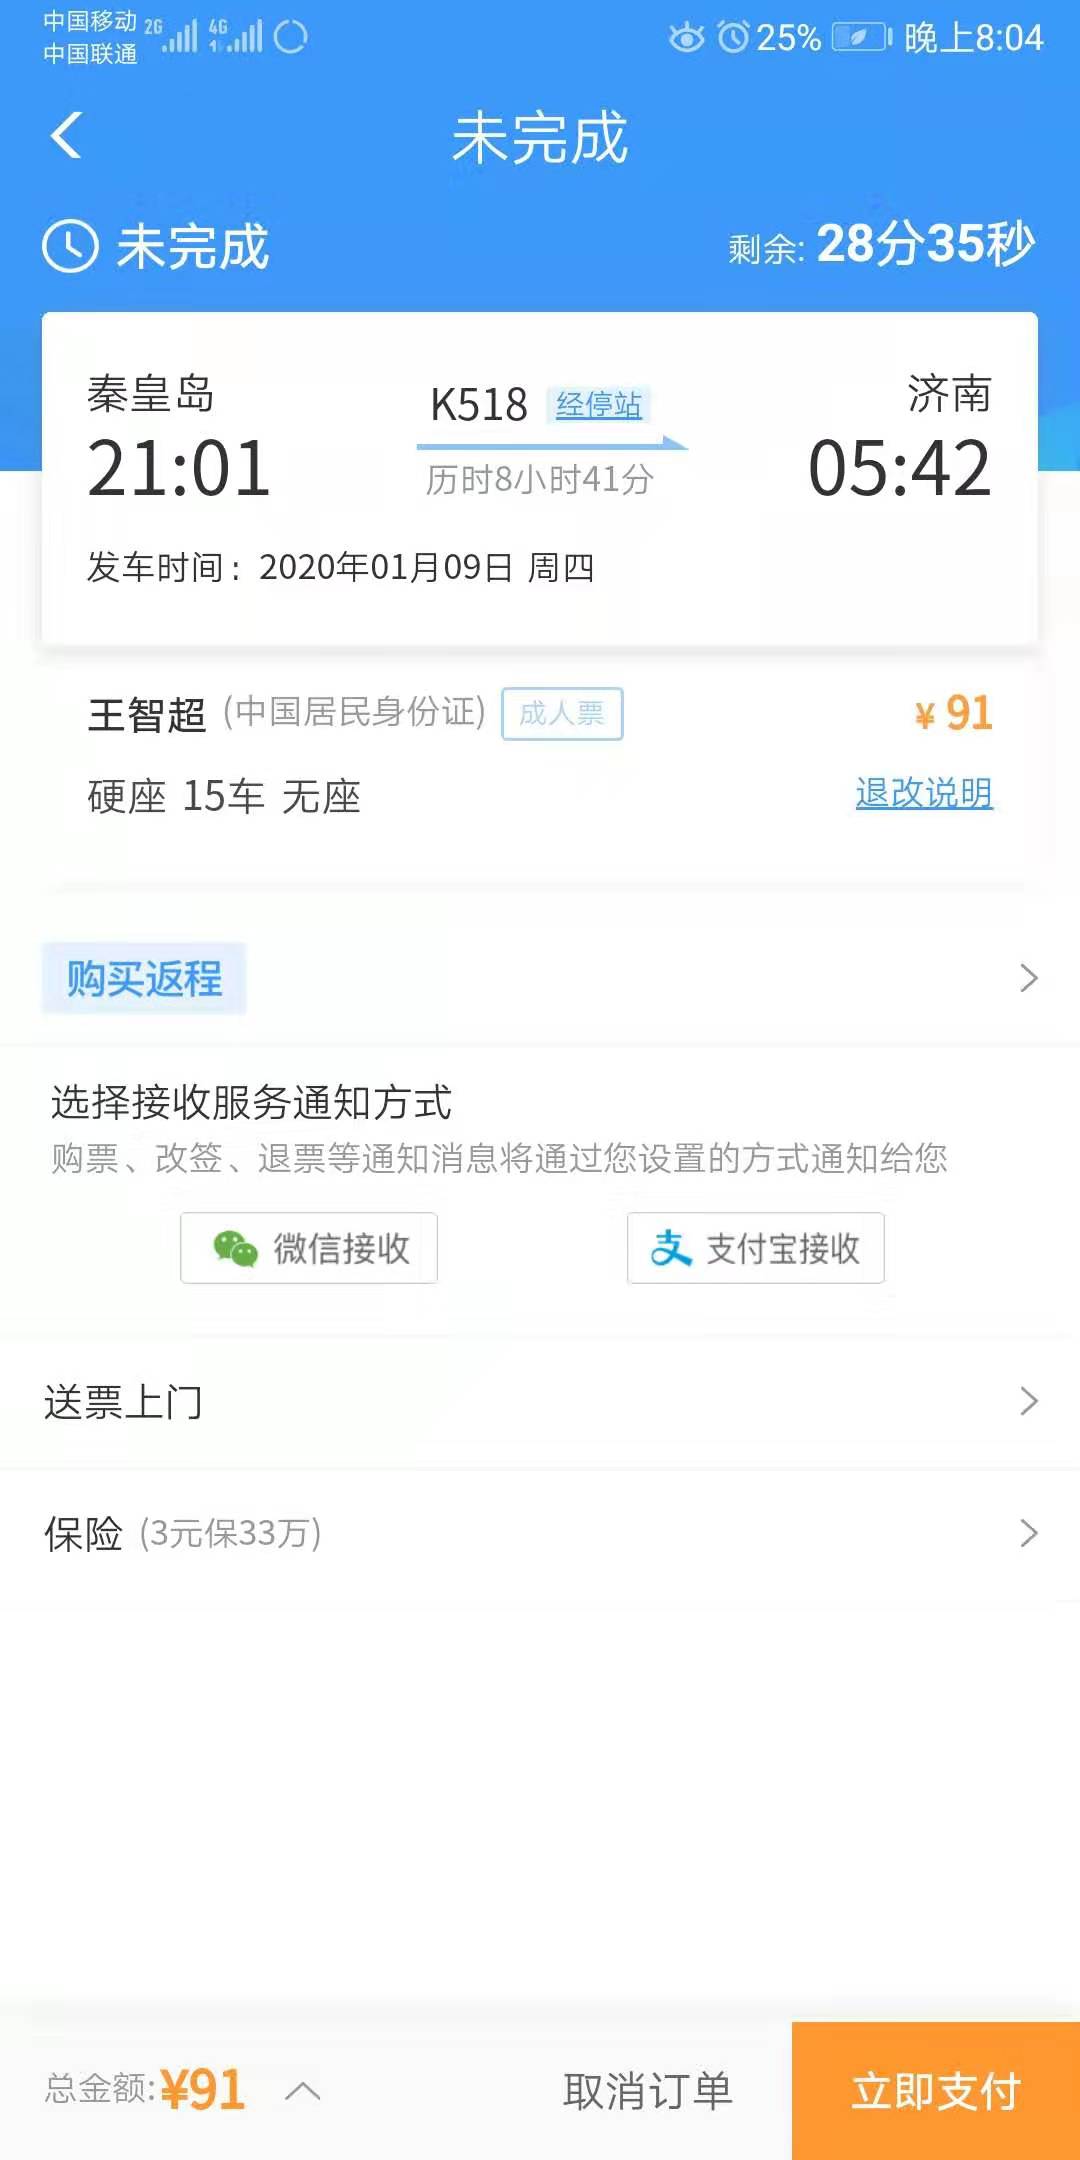 中国移动 2G 4G 25% 晚上8:04
中国联通
未完成
未完成 剩余: 28分35秒
秦皇岛 K518 经停站 济南
21:01 历时8小时41分 05:42
发车时间: 2020年01月09日 周四
王智超 (中国居民身份证) 成人票 ¥ 91
硬座 15车 无座 退改说明
购买返程
选择接收服务通知方式
购票、改签、退票等通知消息将通过您设置的方式通知给您
微信接收 支付宝接收
送票上门
保险 (3元保33万)
总金额:¥91 取消订单 立即支付